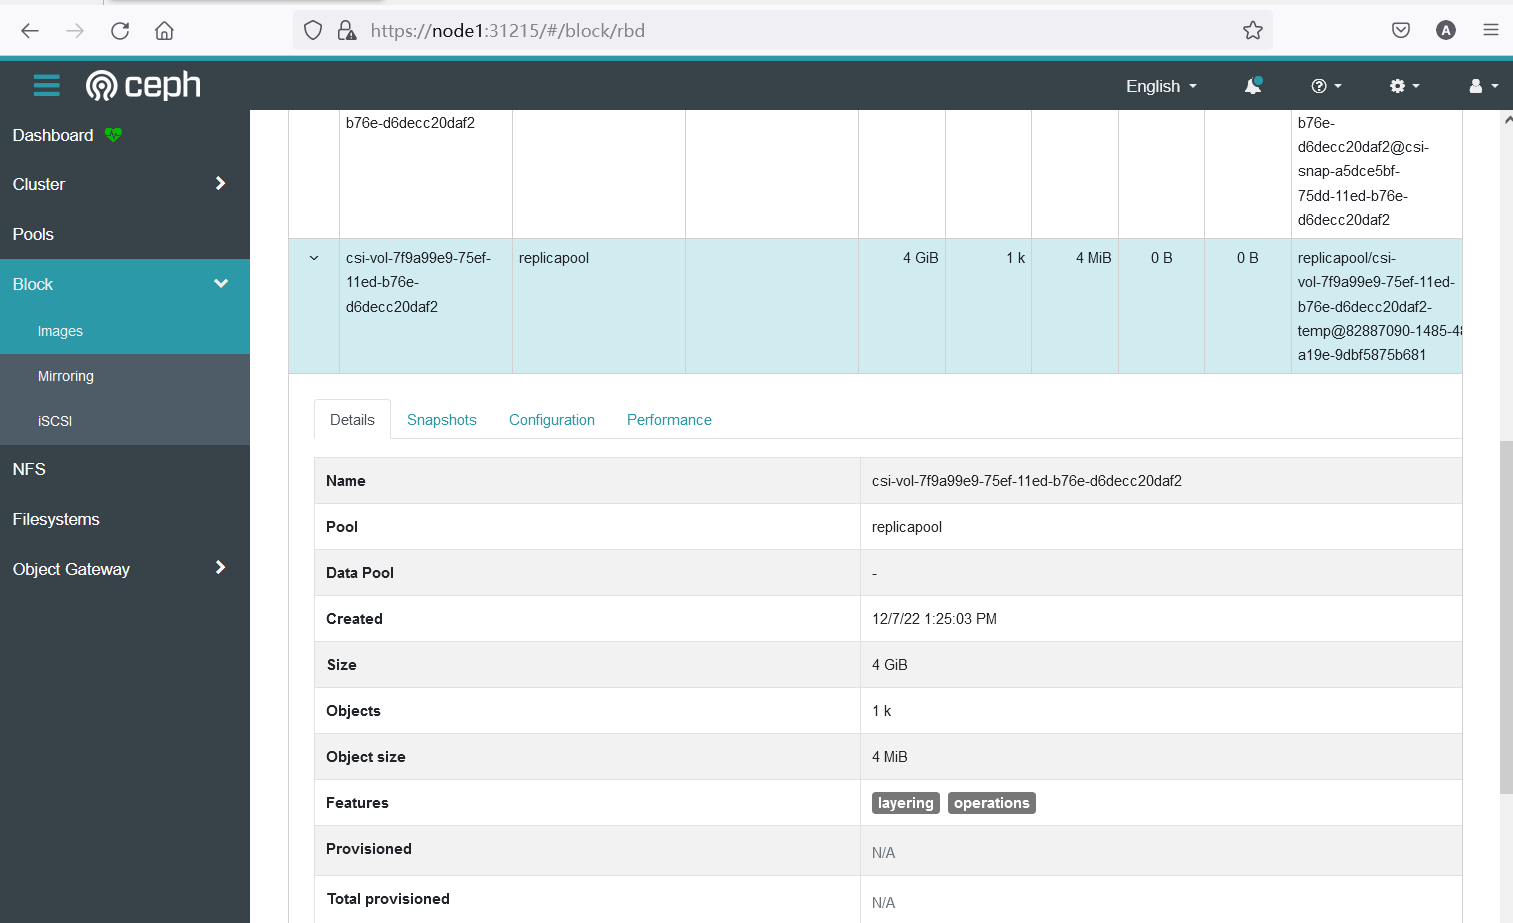 https://node1:31215/#/block/rbd
A
ceph
English
Dashboard
Cluster
Pools
Block
Images
Mirroring
iSCSI
NFS
Filesystems
Object Gateway
b76e-d6decc20daf2
b76e-
d6decc20daf2@csi-
snap-a5dce5bf-
75dd-11ed-b76e-
d6decc20daf2
csi-vol-7f9a99e9-75ef-
11ed-b76e-
d6decc20daf2
replicapool
4 GiB
1 k
4 MiB
0 B
0 B
replicapool/csi-
vol-7f9a99e9-75ef-11ed-
b76e-d6decc20daf2-
temp@82887090-1485-48
a19e-9dbf5875b681
Details
Snapshots
Configuration
Performance
Name
csi-vol-7f9a99e9-75ef-11ed-b76e-d6decc20daf2
Pool
replicapool
Data Pool
-
Created
12/7/22 1:25:03 PM
Size
4 GiB
Objects
1 k
Object size
4 MiB
Features
layering operations
Provisioned
N/A
Total provisioned
N/A